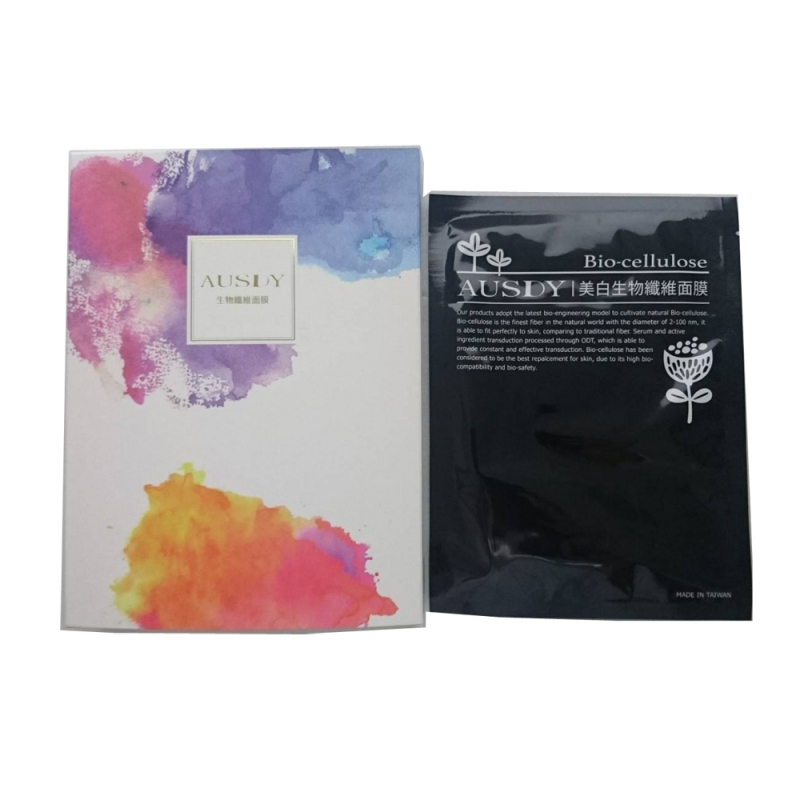 AUSDY
生物纖維面膜
Bio-cellulose
AUSDY|美白生物纖維面膜
Our products adopt the latest bio-engineering model to cultivate natural Bio-cellulose.
Bio-cellulose is the finest fiber in the natural world with the diameter of 2-100 nm, it
is able to fit perfectly to skin, comparing to traditional fiber. Serum and active
ingredient transduction processed through ODT, which is able to
provide constant and effective transduction. Bio-cellulose has been
considered to be the best repalcement for skin, due to its high bio-
compatibility and bio-safety.
MADE IN TAIWAN